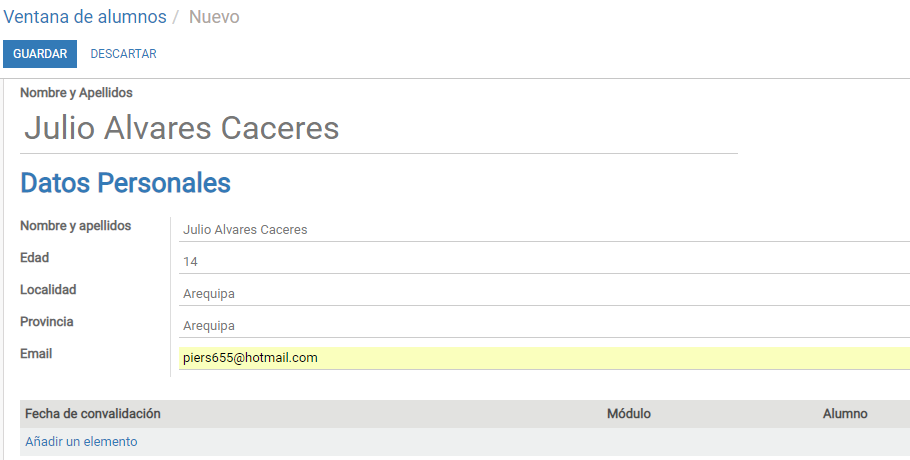 Ventana de alumnos / Nuevo
GUARDAR DESCARTAR
Nombre y Apellidos
Julio Alvares Caceres
Datos Personales
Nombre y apellidos Julio Alvares Caceres
Edad 14
Localidad Arequipa
Provincia Arequipa
Email piers655@hotmail.com
Fecha de convalidación Módulo Alumno
Añadir un elemento